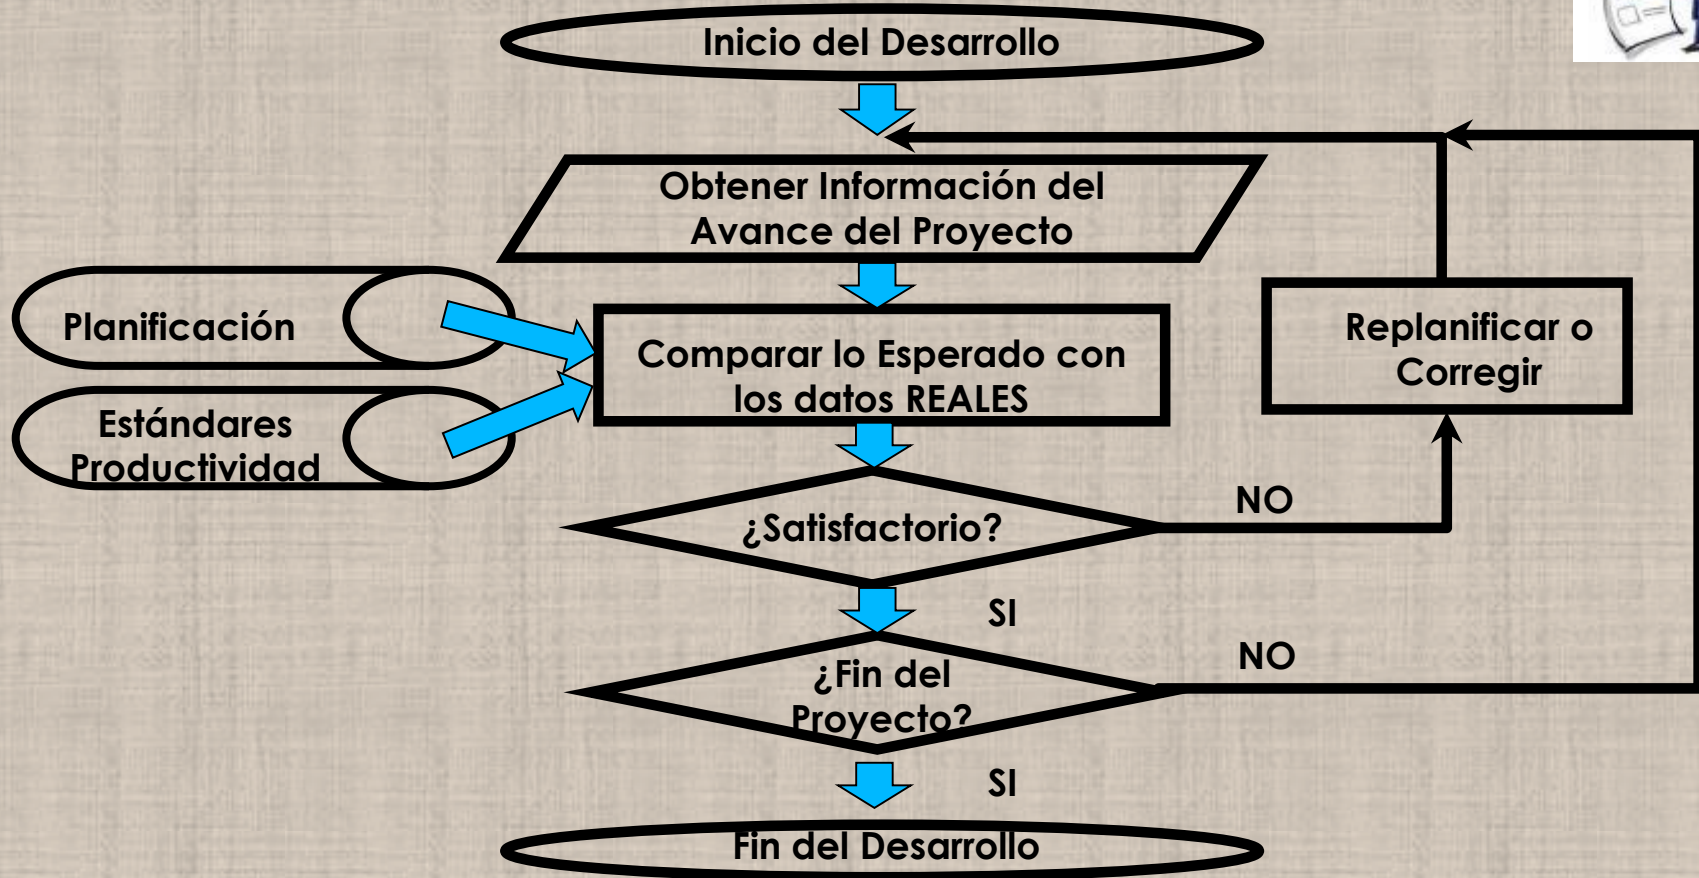 Inicio del Desarrollo
Obtener Información del
Avance del Proyecto
Planificación
Comparar lo Esperado con
los datos REALES
Replanificar o
Corregir
Estándares
Productividad
¿Satisfactorio?
NO
SI
¿Fin del
Proyecto?
NO
SI
Fin del Desarrollo